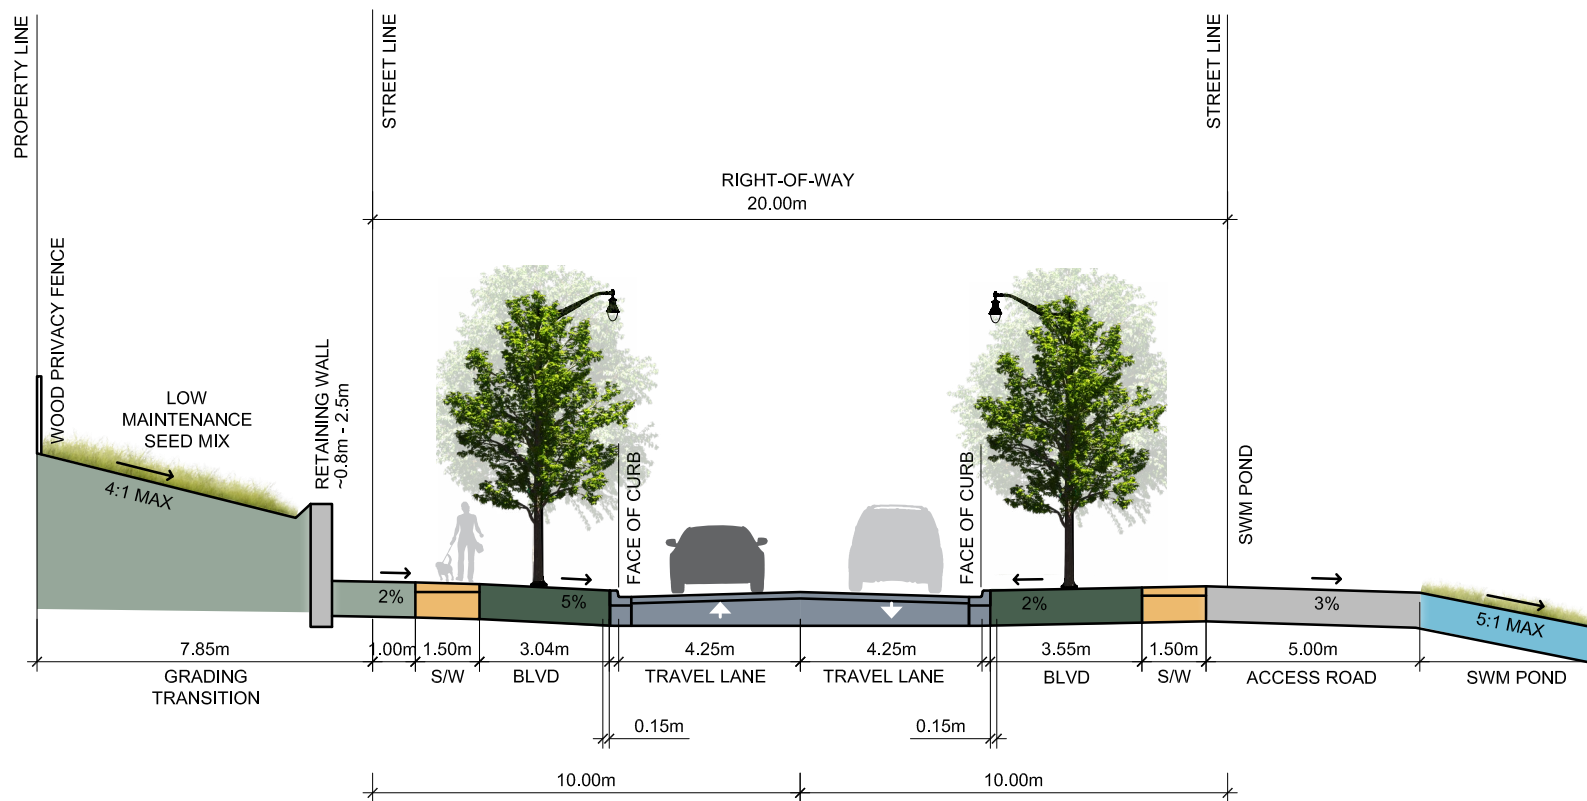 PROPERTY LINE
STREET LINE
STREET LINE
RIGHT-OF-WAY
20.00m
WOOD PRIVACY FENCE
LOW
MAINTENANCE
SEED MIX
RETAINING WALL
~0.8m - 2.5m
FACE OF CURB
FACE OF CURB
SWM POND
4:1 MAX
2%
5%
2%
3%
5:1 MAX
7.85m
1.00m
1.50m
3.04m
4.25m
4.25m
3.55m
1.50m
5.00m
GRADING
TRANSITION
S/W
BLVD
TRAVEL LANE
TRAVEL LANE
BLVD
S/W
ACCESS ROAD
SWM POND
0.15m
0.15m
10.00m
10.00m